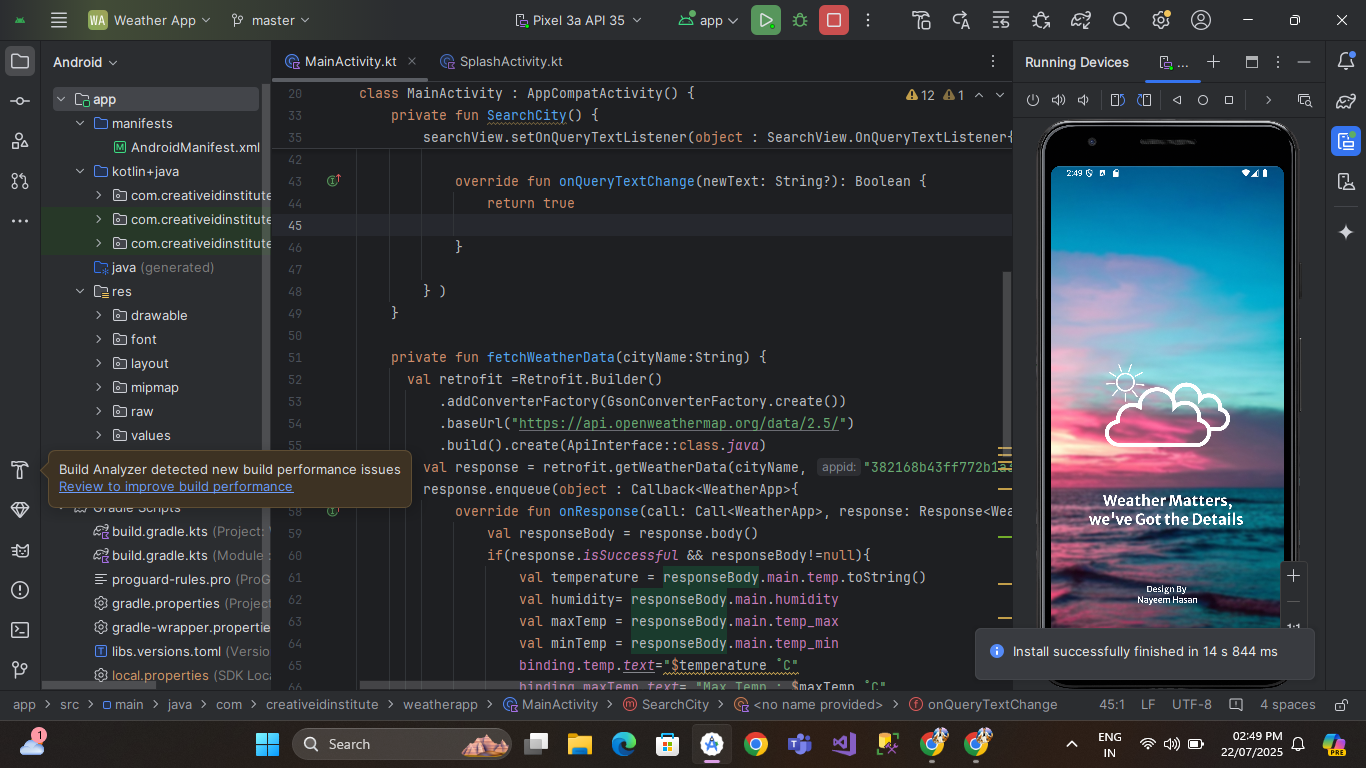 WA Weather App
master
Pixel 3a API 35
app
Android
app
manifests
AndroidManifest.xml
kotlin+java
com.creativeidinstitute
com.creativeidinstitute
com.creativeidinstitute
java (generated)
res
drawable
font
layout
mipmap
raw
values
Build Analyzer detected new build performance issues
Review to improve build performance
Gradle Scripts
build.gradle.kts (Project:
build.gradle.kts (Module
proguard-rules.pro (ProG
gradle.properties (Project
gradle-wrapper.propertie
libs.versions.toml (Versio
local.properties (SDK Loca
MainActivity.kt
SplashActivity.kt
12 1
20 class MainActivity : AppCompatActivity() {
33 private fun SearchCity() {
35 searchView.setOnQueryTextListener(object : SearchView.OnQueryTextListener{
42
43 override fun onQueryTextChange(newText: String?): Boolean {
44 return true
45
46 }
47
48 } )
49 }
50
51 private fun fetchWeatherData(cityName:String) {
52 val retrofit =Retrofit.Builder()
53 .addConverterFactory(GsonConverterFactory.create())
54 .baseUrl("https://api.openweathermap.org/data/2.5/")
55 .build().create(ApiInterface::class.java)
val response = retrofit.getWeatherData(cityName, appid:
response.enqueue(object : Callback<WeatherApp>{
58 override fun onResponse(call: Call<WeatherApp>, response: Response<Wea
59 val responseBody = response.body()
60 if(response.isSuccessful && responseBody!=null){
61 val temperature = responseBody.main.temp.toString()
62 val humidity= responseBody.main.humidity
63 val maxTemp = responseBody.main.temp_max
64 val minTemp = responseBody.main.temp_min
65 binding.temp.text="$temperature ˚C"
66 binding.maxTemp.text= "Max Temp : $maxTemp ˚C"
Running Devices
...
2:49
Weather Matters,
we've Got the Details
Design By
Nayeem Hasan
1:1
Install successfully finished in 14 s 844 ms
app > src > main > java > com > creativeidinstitute > weatherapp > MainActivity > SearchCity > <no name provided> > onQueryTextChange
45:1 LF UTF-8 4 spaces
1
Search
PRE
ENG
IN
02:49 PM
22/07/2025